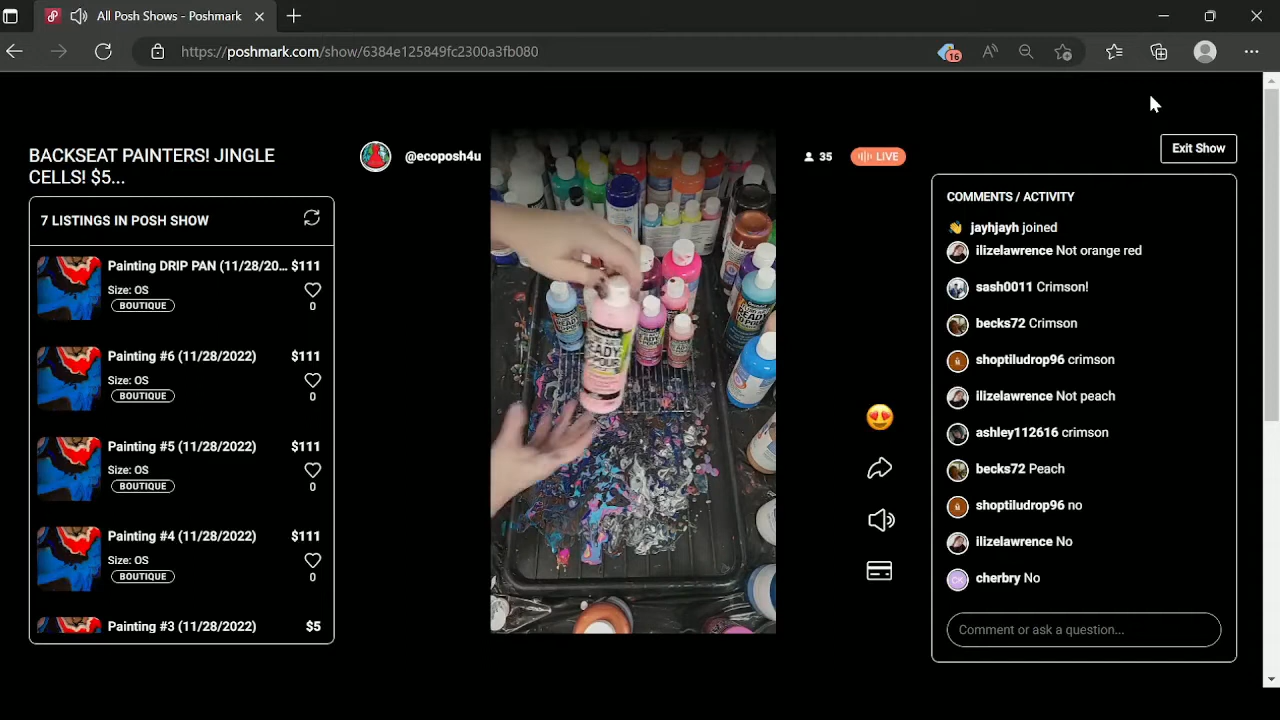 All Posh Shows - Poshmark
https://poshmark.com/show/6384e125849fc2300a3fb080
16
BACKSEAT PAINTERS! JINGLE
CELLS! $5...
@ecoposh4u
35
LIVE
Exit Show
7 LISTINGS IN POSH SHOW
Painting DRIP PAN (11/28/20... $111
Size: OS
BOUTIQUE
0
Painting #6 (11/28/2022) $111
Size: OS
BOUTIQUE
0
Painting #5 (11/28/2022) $111
Size: OS
BOUTIQUE
0
Painting #4 (11/28/2022) $111
Size: OS
BOUTIQUE
0
Painting #3 (11/28/2022) $5
READY
POUR
COMMENTS / ACTIVITY
jayhjayh joined
ilizelawrence Not orange red
sash0011 Crimson!
becks72 Crimson
shoptiludrop96 crimson
ilizelawrence Not peach
ashley112616 crimson
becks72 Peach
shoptiludrop96 no
ilizelawrence No
CK
cherbry No
Comment or ask a question...